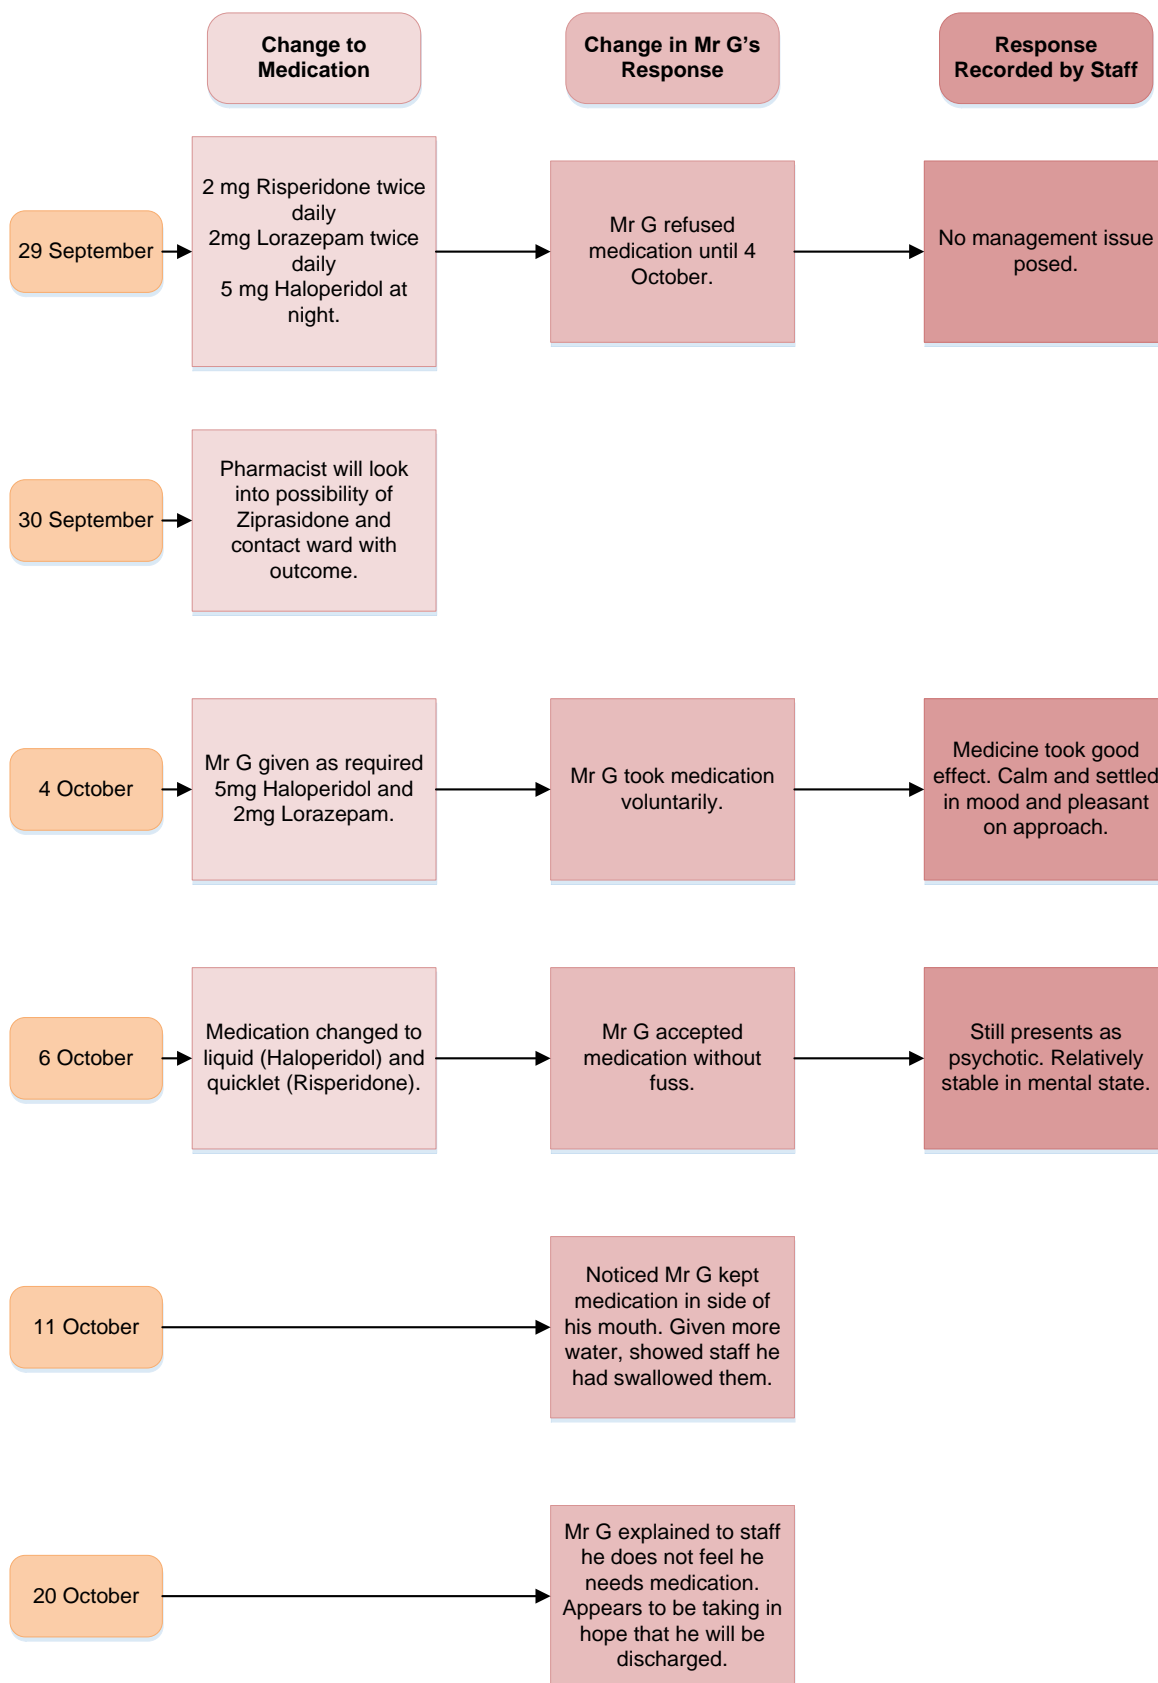 Change to
Medication
Change in Mr G's
Response
Response
Recorded by Staff
29 September
2 mg Risperidone twice
daily
2mg Lorazepam twice
daily
5 mg Haloperidol at
night.
Mr G refused
medication until 4
October.
No management issue
posed.
30 September
Pharmacist will look
into possibility of
Ziprasidone and
contact ward with
outcome.
4 October
Mr G given as required
5mg Haloperidol and
2mg Lorazepam.
Mr G took medication
voluntarily.
Medicine took good
effect. Calm and settled
in mood and pleasant
on approach.
6 October
Medication changed to
liquid (Haloperidol) and
quicklet (Risperidone).
Mr G accepted
medication without
fuss.
Still presents as
psychotic. Relatively
stable in mental state.
11 October
Noticed Mr G kept
medication in side of
his mouth. Given more
water, showed staff he
had swallowed them.
20 October
Mr G explained to staff
he does not feel he
needs medication.
Appears to be taking in
hope that he will be
discharged.